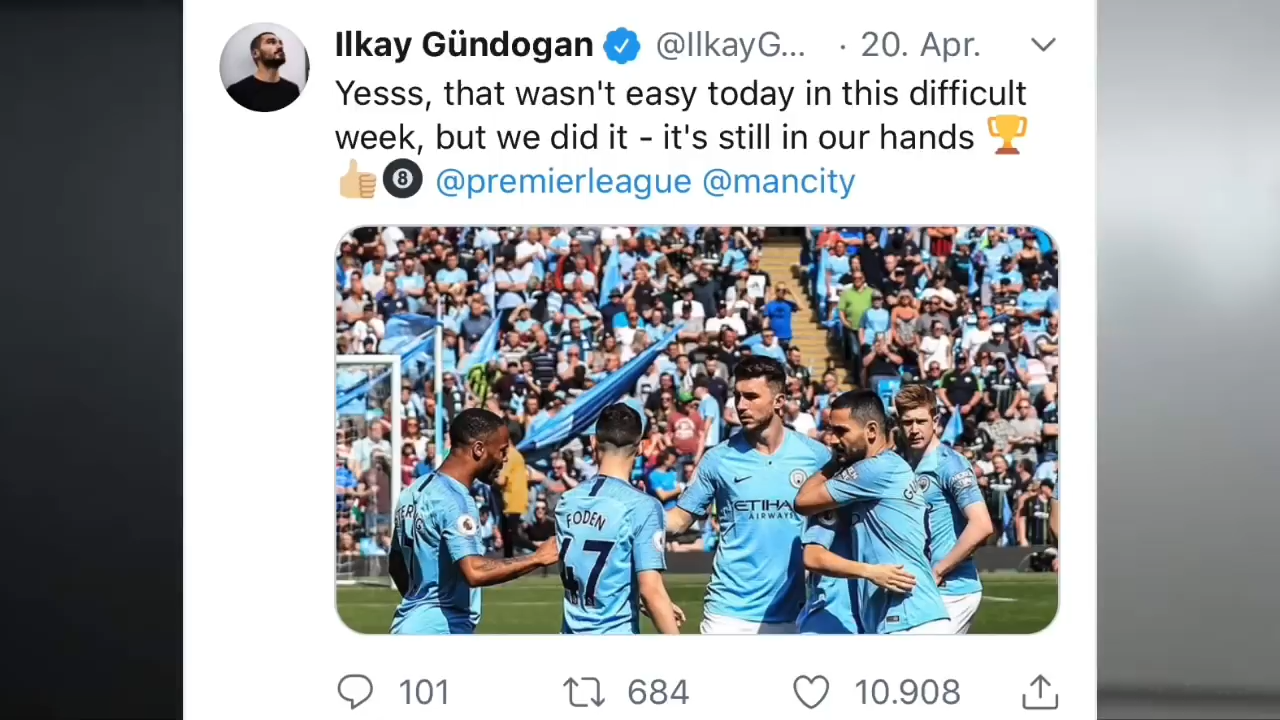 Ilkay Gündogan @IlkayG... · 20. Apr.
Yesss, that wasn't easy today in this difficult
week, but we did it - it's still in our hands 🏆
👍🏼🎱 @premierleague @mancity
FODEN
47
ETIHAD
AIRWAYS
101 684 10.908